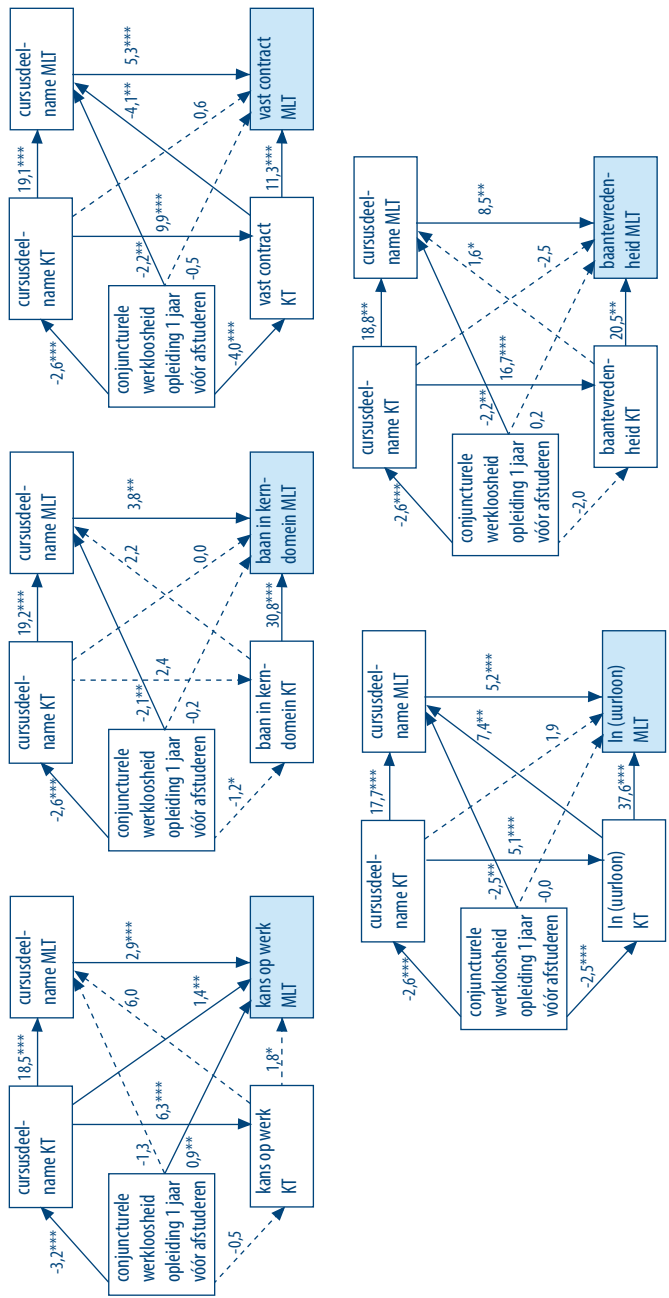 cursusdeel-
name KT
18,5***
cursusdeel-
name MLT
-3,2***
conjuncturele
werkloosheid
opleiding 1 jaar
vóór afstuderen
-1,3
0,9**
6,3***
6,0
1,4**
2,9***
-0,5
kans op werk
KT
1,8*
kans op werk
MLT
cursusdeel-
name KT
19,2***
cursusdeel-
name MLT
-2,6***
conjuncturele
werkloosheid
opleiding 1 jaar
vóór afstuderen
-2,1**
-0,2
2,4
2,2
0,0
3,8**
-1,2*
baan in kern-
domein KT
30,8***
baan in kern-
domein MLT
cursusdeel-
name KT
19,1***
cursusdeel-
name MLT
-2,6***
conjuncturele
werkloosheid
opleiding 1 jaar
vóór afstuderen
-2,2**
-0,5
9,9***
-4,1**
0,6
5,3***
-4,0***
vast contract
KT
11,3***
vast contract
MLT
cursusdeel-
name KT
17,7***
cursusdeel-
name MLT
-2,6***
conjuncturele
werkloosheid
opleiding 1 jaar
vóór afstuderen
-2,5**
-0,0
5,1***
7,4**
1,9
5,2***
-2,5***
ln (uurloon)
KT
37,6***
ln (uurloon)
MLT
cursusdeel-
name KT
18,8**
cursusdeel-
name MLT
-2,6***
conjuncturele
werkloosheid
opleiding 1 jaar
vóór afstuderen
-2,2**
0,2
16,7***
1,6*
-2,5
8,5**
-2,0
baantevreden-
heid KT
20,5**
baantevreden-
heid MLT